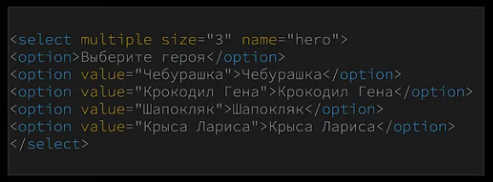 <select multiple size="3" name="hero">
<option>Выберите героя</option>
<option value="Чебурашка">Чебурашка</option>
<option value="Крокодил Гена">Крокодил Гена</option>
<option value="Шапокляк">Шапокляк</option>
<option value="Крыса Лариса">Крыса Лариса</option>
</select>